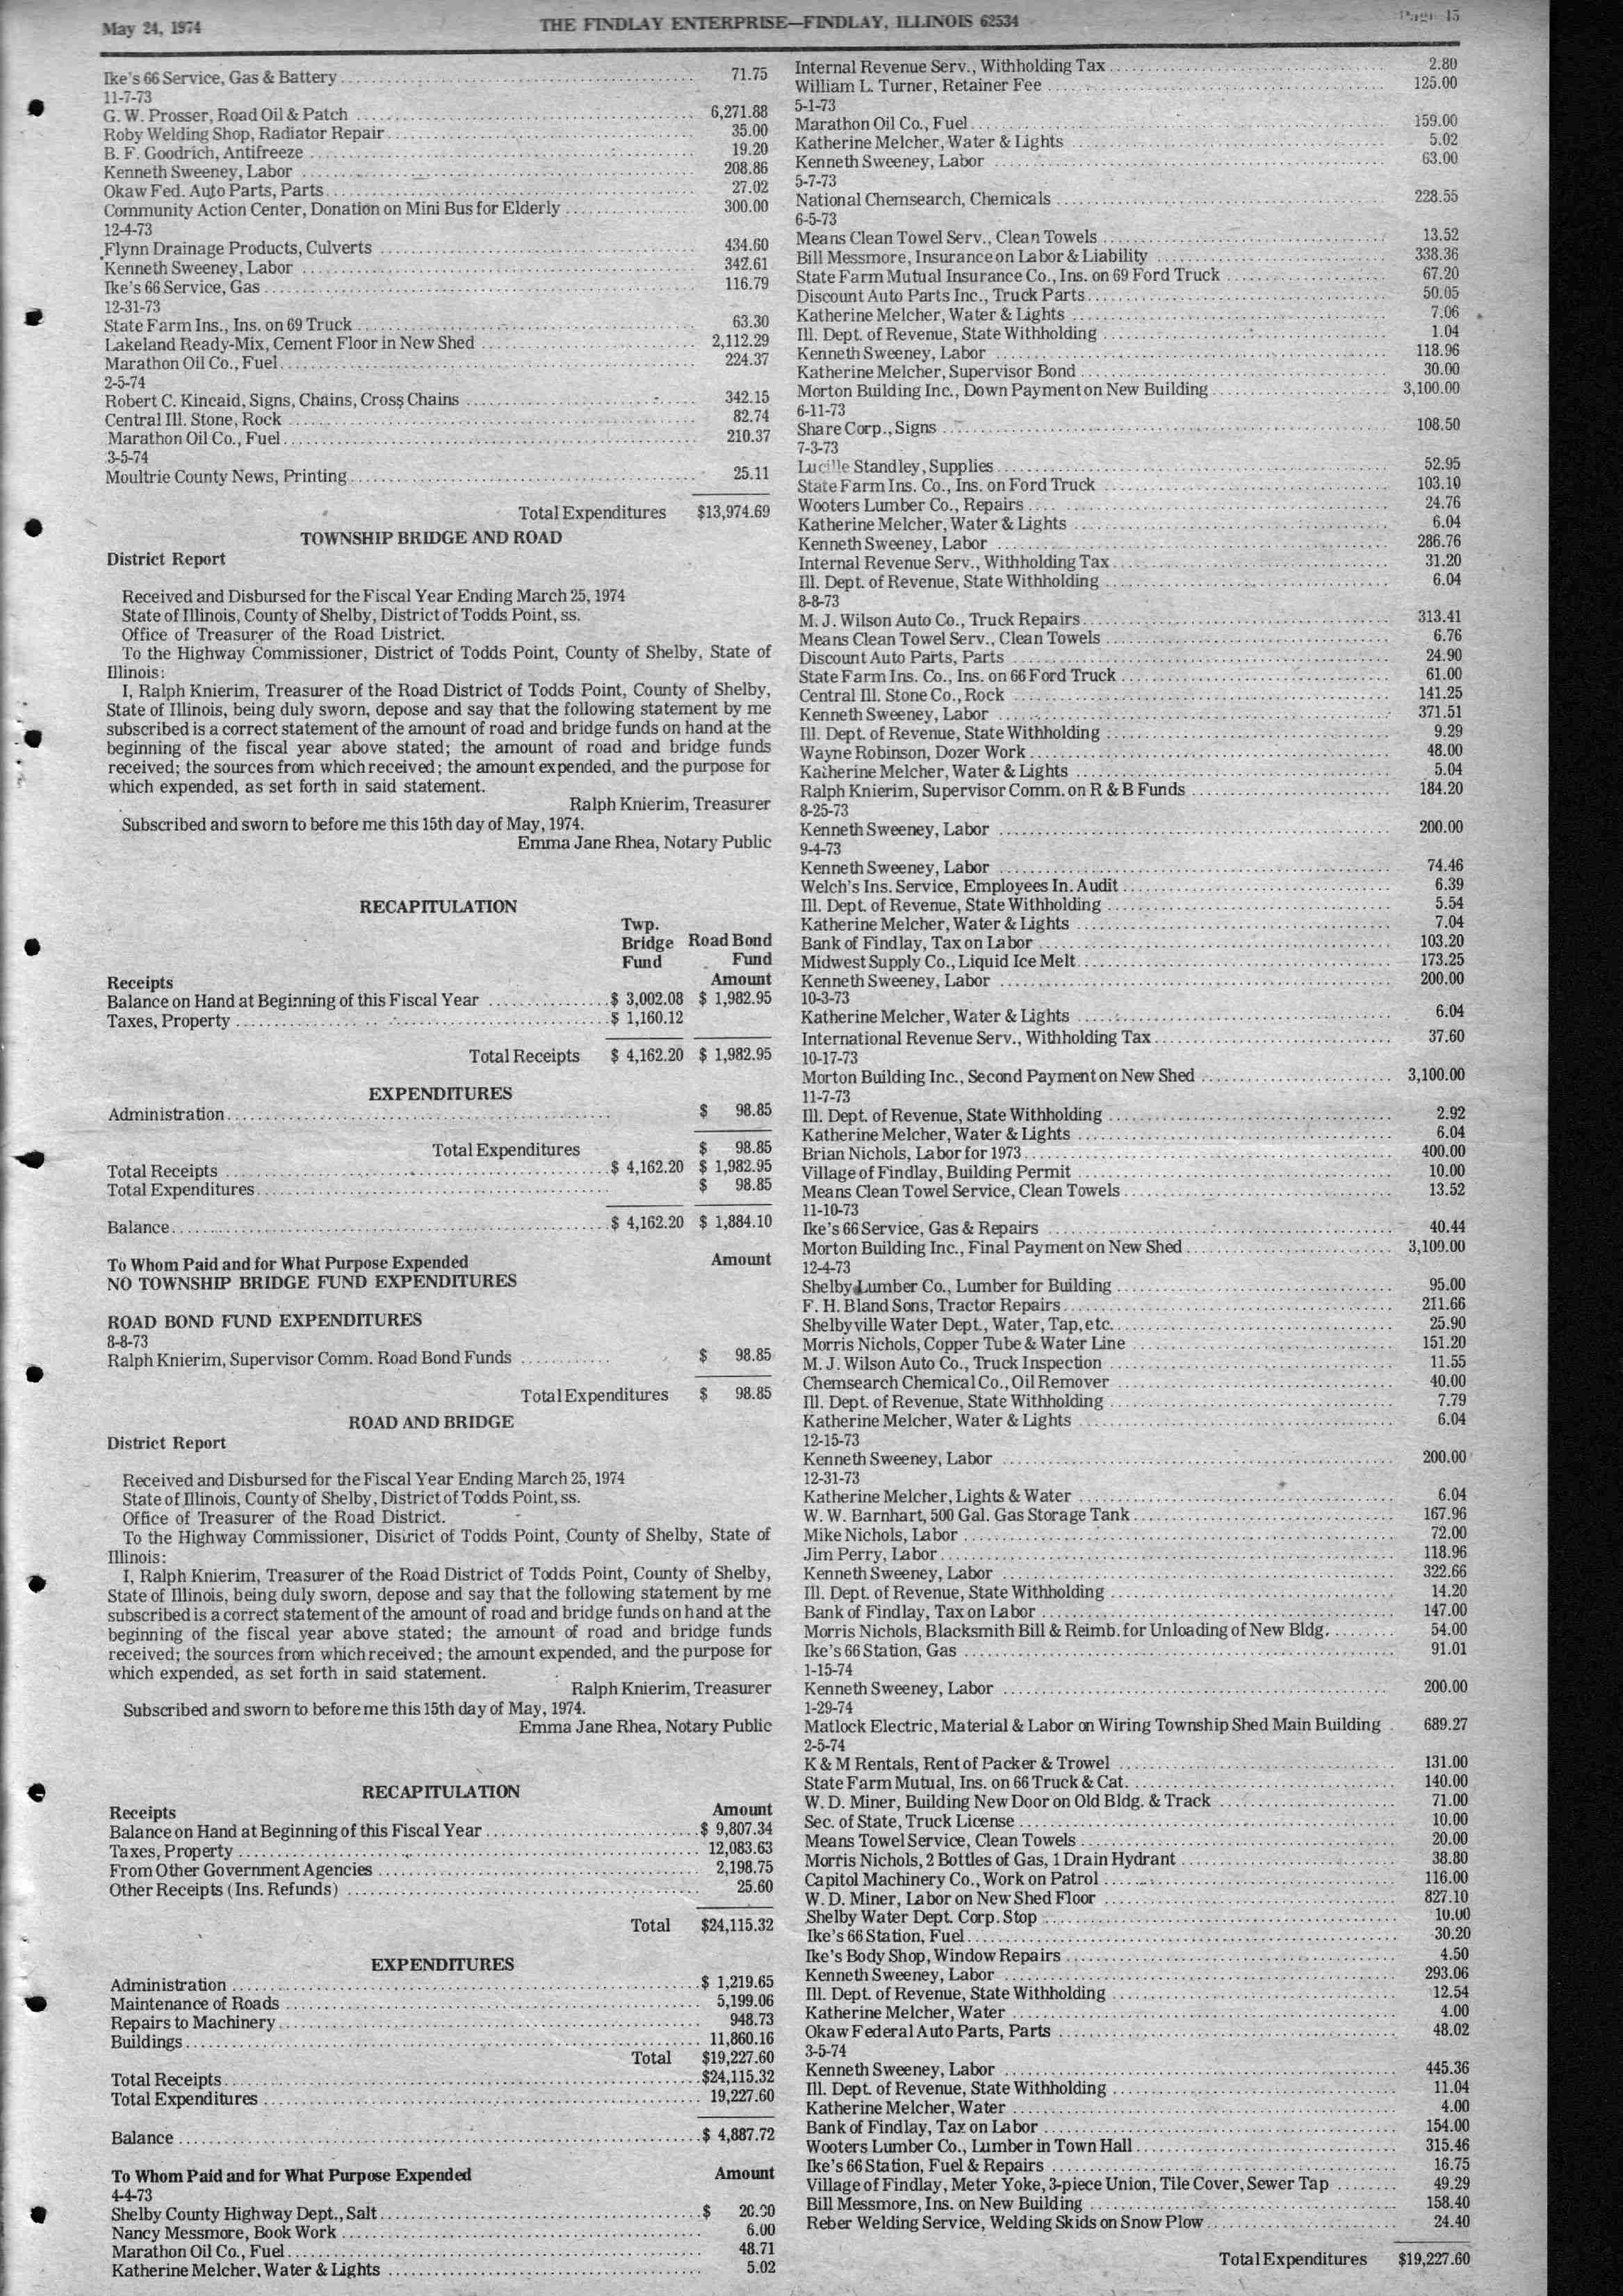 May 24, 1974
THE FINDLAY ENTERPRISE—FINDLAY, ILLINOIS 62534
Page 15
Ike's 66 Service, Gas & Battery 71.75
11-7-73
G. W. Prosser, Road Oil & Patch 6,271.88
Roby Welding Shop, Radiator Repair 35.00
B. F. Goodrich, Antifreeze 19.20
Kenneth Sweeney, Labor 208.86
Okaw Fed. Auto Parts, Parts 27.02
Community Action Center, Donation on Mini Bus for Elderly 300.00
12-4-73
Flynn Drainage Products, Culverts 434.60
Kenneth Sweeney, Labor 342.61
Ike's 66 Service, Gas 116.79
12-31-73
State Farm Ins., Ins. on 69 Truck 63.30
Lakeland Ready-Mix, Cement Floor in New Shed 2,112.29
Marathon Oil Co., Fuel 224.37
2-5-74
Robert C. Kincaid, Signs, Chains, Cross Chains 342.15
Central Ill. Stone, Rock 82.74
Marathon Oil Co., Fuel 210.37
3-5-74
Moultrie County News, Printing 25.11
Total Expenditures $13,974.69
TOWNSHIP BRIDGE AND ROAD
District Report
Received and Disbursed for the Fiscal Year Ending March 25, 1974
State of Illinois, County of Shelby, District of Todds Point, ss.
Office of Treasurer of the Road District.
To the Highway Commissioner, District of Todds Point, County of Shelby, State of
Illinois:
I, Ralph Knierim, Treasurer of the Road District of Todds Point, County of Shelby,
State of Illinois, being duly sworn, depose and say that the following statement by me
subscribed is a correct statement of the amount of road and bridge funds on hand at the
beginning of the fiscal year above stated; the amount of road and bridge funds
received; the sources from which received; the amount expended, and the purpose for
which expended, as set forth in said statement.
Ralph Knierim, Treasurer
Subscribed and sworn to before me this 15th day of May, 1974.
Emma Jane Rhea, Notary Public
RECAPITULATION
Twp.
Bridge Road Bond
Fund Fund
Receipts Amount
Balance on Hand at Beginning of this Fiscal Year $ 3,002.08 $ 1,982.95
Taxes, Property $ 1,160.12
Total Receipts $ 4,162.20 $ 1,982.95
EXPENDITURES
Administration $ 98.85
Total Expenditures $ 98.85
Total Receipts $ 4,162.20 $ 1,982.95
Total Expenditures $ 98.85
Balance $ 4,162.20 $ 1,884.10
To Whom Paid and for What Purpose Expended Amount
NO TOWNSHIP BRIDGE FUND EXPENDITURES
ROAD BOND FUND EXPENDITURES
8-8-73
Ralph Knierim, Supervisor Comm. Road Bond Funds $ 98.85
Total Expenditures $ 98.85
ROAD AND BRIDGE
District Report
Received and Disbursed for the Fiscal Year Ending March 25, 1974
State of Illinois, County of Shelby, District of Todds Point, ss.
Office of Treasurer of the Road District.
To the Highway Commissioner, District of Todds Point, County of Shelby, State of
Illinois:
I, Ralph Knierim, Treasurer of the Road District of Todds Point, County of Shelby,
State of Illinois, being duly sworn, depose and say that the following statement by me
subscribed is a correct statement of the amount of road and bridge funds on hand at the
beginning of the fiscal year above stated; the amount of road and bridge funds
received; the sources from which received; the amount expended, and the purpose for
which expended, as set forth in said statement.
Ralph Knierim, Treasurer
Subscribed and sworn to before me this 15th day of May, 1974.
Emma Jane Rhea, Notary Public
RECAPITULATION
Receipts Amount
Balance on Hand at Beginning of this Fiscal Year $ 9,807.34
Taxes, Property 12,083.63
From Other Government Agencies 2,198.75
Other Receipts (Ins. Refunds) 25.60
Total $24,115.32
EXPENDITURES
Administration $ 1,219.65
Maintenance of Roads 5,199.06
Repairs to Machinery 948.73
Buildings 11,860.16
Total $19,227.60
Total Receipts $24,115.32
Total Expenditures 19,227.60
Balance $ 4,887.72
To Whom Paid and for What Purpose Expended Amount
4-4-73
Shelby County Highway Dept., Salt $
Nancy Messmore, Book Work 6.00
Marathon Oil Co., Fuel 48.71
Katherine Melcher, Water & Lights 5.02
Internal Revenue Serv., Withholding Tax 2.80
William L. Turner, Retainer Fee 125.00
5-1-73
Marathon Oil Co., Fuel 159.00
Katherine Melcher, Water & Lights 5.02
Kenneth Sweeney, Labor 63.00
5-7-73
National Chemsearch, Chemicals 228.55
6-5-73
Means Clean Towel Serv., Clean Towels 13.52
Bill Messmore, Insurance on Labor & Liability 338.36
State Farm Mutual Insurance Co., Ins. on 69 Ford Truck 67.20
Discount Auto Parts Inc., Truck Parts 50.05
Katherine Melcher, Water & Lights 7.06
Ill. Dept. of Revenue, State Withholding 1.04
Kenneth Sweeney, Labor 118.96
Katherine Melcher, Supervisor Bond 30.00
Morton Building Inc., Down Payment on New Building 3,100.00
6-11-73
Share Corp., Signs 108.50
7-3-73
Lucille Standley, Supplies 52.95
State Farm Ins. Co., Ins. on Ford Truck 103.10
Wooters Lumber Co., Repairs 24.76
Katherine Melcher, Water & Lights 6.04
Kenneth Sweeney, Labor 286.76
Internal Revenue Serv., Withholding Tax 31.20
Ill. Dept. of Revenue, State Withholding 6.04
8-8-73
M. J. Wilson Auto Co., Truck Repairs 313.41
Means Clean Towel Serv., Clean Towels 6.76
Discount Auto Parts, Parts 24.90
State Farm Ins. Co., Ins. on 66 Ford Truck 61.00
Central Ill. Stone Co., Rock 141.25
Kenneth Sweeney, Labor 371.51
Ill. Dept. of Revenue, State Withholding 9.29
Wayne Robinson, Dozer Work 48.00
Katherine Melcher, Water & Lights 5.04
Ralph Knierim, Supervisor Comm. on R & B Funds 184.20
8-25-73
Kenneth Sweeney, Labor 200.00
9-4-73
Kenneth Sweeney, Labor 74.46
Welch's Ins. Service, Employees In. Audit 6.39
Ill. Dept. of Revenue, State Withholding 5.54
Katherine Melcher, Water & Lights 7.04
Bank of Findlay, Tax on Labor 103.20
Midwest Supply Co., Liquid Ice Melt 173.25
Kenneth Sweeney, Labor 200.00
10-3-73
Katherine Melcher, Water & Lights 6.04
International Revenue Serv., Withholding Tax 37.60
10-17-73
Morton Building Inc., Second Payment on New Shed 3,100.00
11-7-73
Ill. Dept. of Revenue, State Withholding 2.92
Katherine Melcher, Water & Lights 6.04
Brian Nichols, Labor for 1973 400.00
Village of Findlay, Building Permit 10.00
Means Clean Towel Service, Clean Towels 13.52
11-10-73
Ike's 66 Service, Gas & Repairs 40.44
Morton Building Inc., Final Payment on New Shed 3,100.00
12-4-73
Shelby Lumber Co., Lumber for Building 95.00
F. H. Bland Sons, Tractor Repairs 211.66
Shelbyville Water Dept., Water, Tap, etc. 25.90
Morris Nichols, Copper Tube & Water Line 151.20
M. J. Wilson Auto Co., Truck Inspection 11.55
Chemsearch Chemical Co., Oil Remover 40.00
Ill. Dept. of Revenue, State Withholding 7.79
Katherine Melcher, Water & Lights 6.04
12-15-73
Kenneth Sweeney, Labor 200.00
12-31-73
Katherine Melcher, Lights & Water 6.04
W. W. Barnhart, 500 Gal. Gas Storage Tank 167.96
Mike Nichols, Labor 72.00
Jim Perry, Labor 118.96
Kenneth Sweeney, Labor 322.66
Ill. Dept. of Revenue, State Withholding 14.20
Bank of Findlay, Tax on Labor 147.00
Morris Nichols, Blacksmith Bill & Reimb. for Unloading of New Bldg. 54.00
Ike's 66 Station, Gas 91.01
1-15-74
Kenneth Sweeney, Labor 200.00
1-29-74
Matlock Electric, Material & Labor on Wiring Township Shed Main Building 689.27
2-5-74
K & M Rentals, Rent of Packer & Trowel 131.00
State Farm Mutual, Ins. on 66 Truck & Cat. 140.00
W. D. Miner, Building New Door on Old Bldg. & Track 71.00
Sec. of State, Truck License 10.00
Means Towel Service, Clean Towels 20.00
Morris Nichols, 2 Bottles of Gas, 1 Drain Hydrant 38.80
Capitol Machinery Co., Work on Patrol 116.00
W. D. Miner, Labor on New Shed Floor 827.10
Shelby Water Dept. Corp. Stop 10.00
Ike's 66 Station, Fuel 30.20
Ike's Body Shop, Window Repairs 4.50
Kenneth Sweeney, Labor 293.06
Ill. Dept. of Revenue, State Withholding 12.54
Katherine Melcher, Water 4.00
Okaw Federal Auto Parts, Parts 48.02
3-5-74
Kenneth Sweeney, Labor 445.36
Ill. Dept. of Revenue, State Withholding 11.04
Katherine Melcher, Water 4.00
Bank of Findlay, Tax on Labor 154.00
Wooters Lumber Co., Lumber in Town Hall 315.46
Ike's 66 Station, Fuel & Repairs 16.75
Village of Findlay, Meter Yoke, 3-piece Union, Tile Cover, Sewer Tap 49.29
Bill Messmore, Ins. on New Building 158.40
Reber Welding Service, Welding Skids on Snow Plow 24.40
Total Expenditures $19,227.60